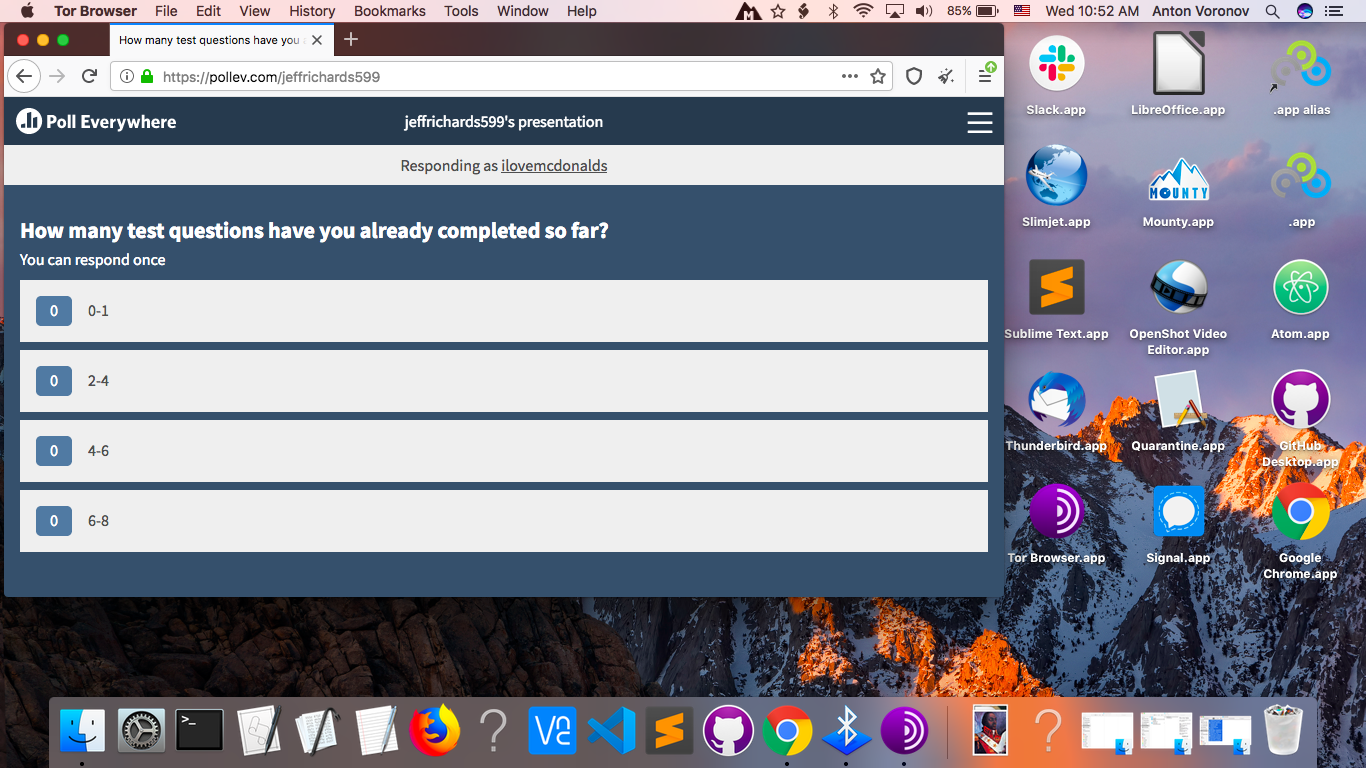 Tor Browser File Edit View History Bookmarks Tools Window Help 85% Wed 10:52 AM Anton Voronov
How many test questions have you
https://pollev.com/jeffrichards599
Poll Everywhere
jeffrichards599's presentation
Responding as ilovemcdonalds
How many test questions have you already completed so far?
You can respond once
0 0-1
0 2-4
0 4-6
0 6-8
Slack.app
LibreOffice.app
.app alias
Slimjet.app
MOUNTY
Mounty.app
.app
Sublime Text.app
OpenShot Video
Editor.app
Atom.app
Thunderbird.app
Quarantine.app
GitHub
Desktop.app
Tor Browser.app
Signal.app
Google
Chrome.app